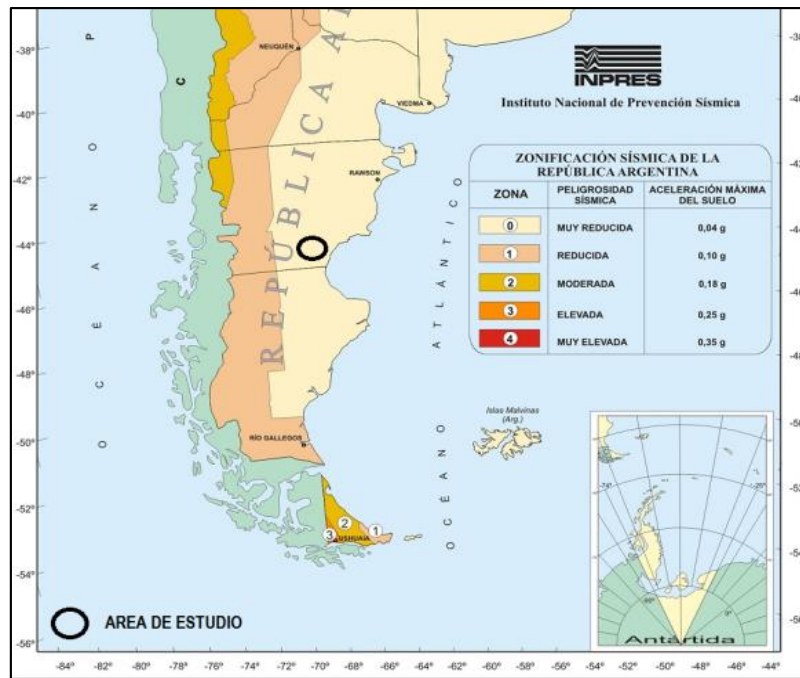 INPRES
Instituto Nacional de Prevención Sísmica
ZONIFICACIÓN SÍSMICA DE LA
REPÚBLICA ARGENTINA
ZONA
PELIGROSIDAD
SÍSMICA
ACELERACIÓN MÁXIMA
DEL SUELO
0 MUY REDUCIDA 0,04 g
1 REDUCIDA 0,10 g
2 MODERADA 0,18 g
3 ELEVADA 0,25 g
4 MUY ELEVADA 0,35 g
NEUQUÉN
VIEDMA
RAWSON
RÍO GALLEGOS
USHUAIA
REPÚBLICA A
C
OCÉANO P
OCÉANO ATLÁNTICO
Islas Malvinas
(Arg.)
3
2
1
Antártida
AREA DE ESTUDIO
-38°
-40°
-42°
-44°
-46°
-48°
-50°
-52°
-54°
-56°
-84° -82° -80° -78° -76° -74° -72° -70° -68° -66° -64° -62° -60° -58° -56° -54° -52° -50° -48° -46° -44°